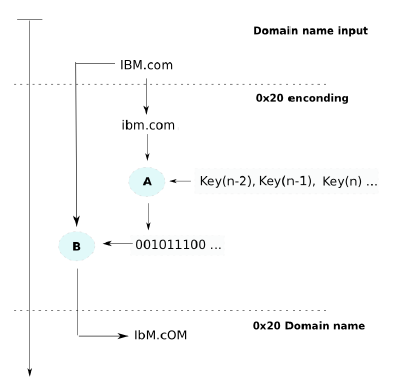 Domain name input
IBM.com
0x20 enconding
ibm.com
A
Key(n-2), Key(n-1), Key(n) ...
B
001011100 ...
0x20 Domain name
IbM.cOM